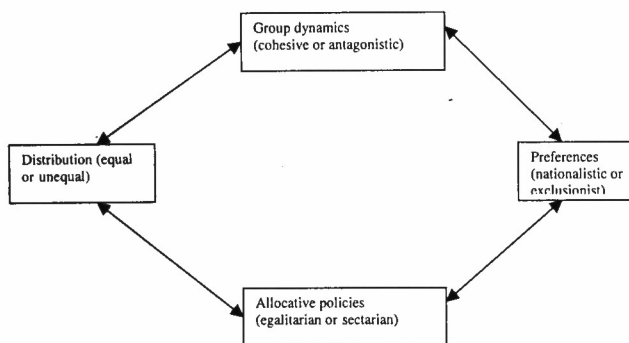 Group dynamics
(cohesive or antagonistic)
Distribution (equal
or unequal)
Preferences
(nationalistic or
exclusionist)
Allocative policies
(egalitarian or sectarian)